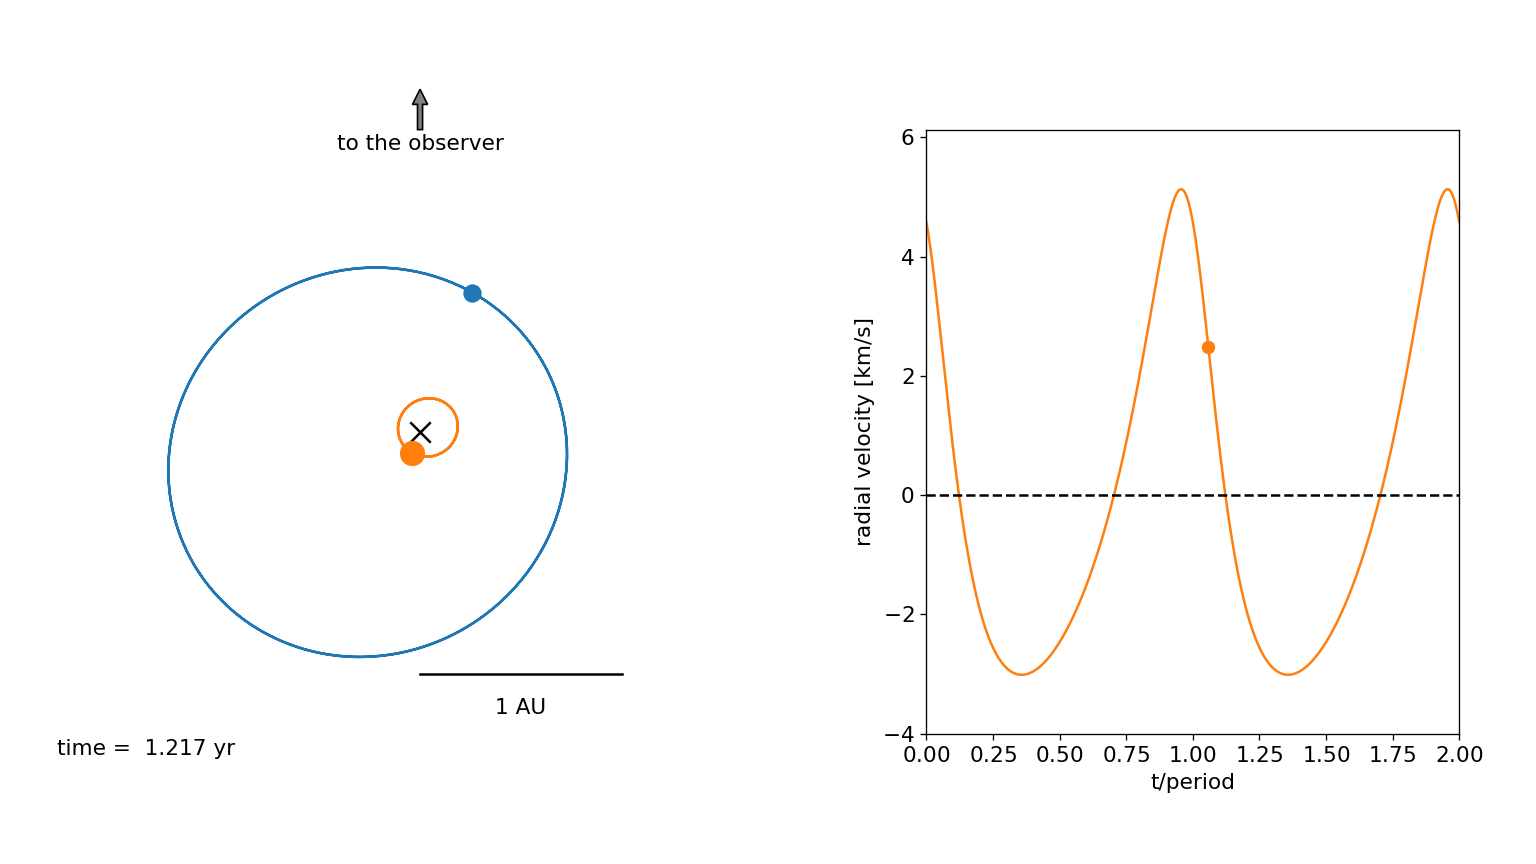 to the observer
1 AU
time =  1.217 yr
radial velocity [km/s]
6
4
2
0
−2
−4
0.00 0.25 0.50 0.75 1.00 1.25 1.50 1.75 2.00
t/period